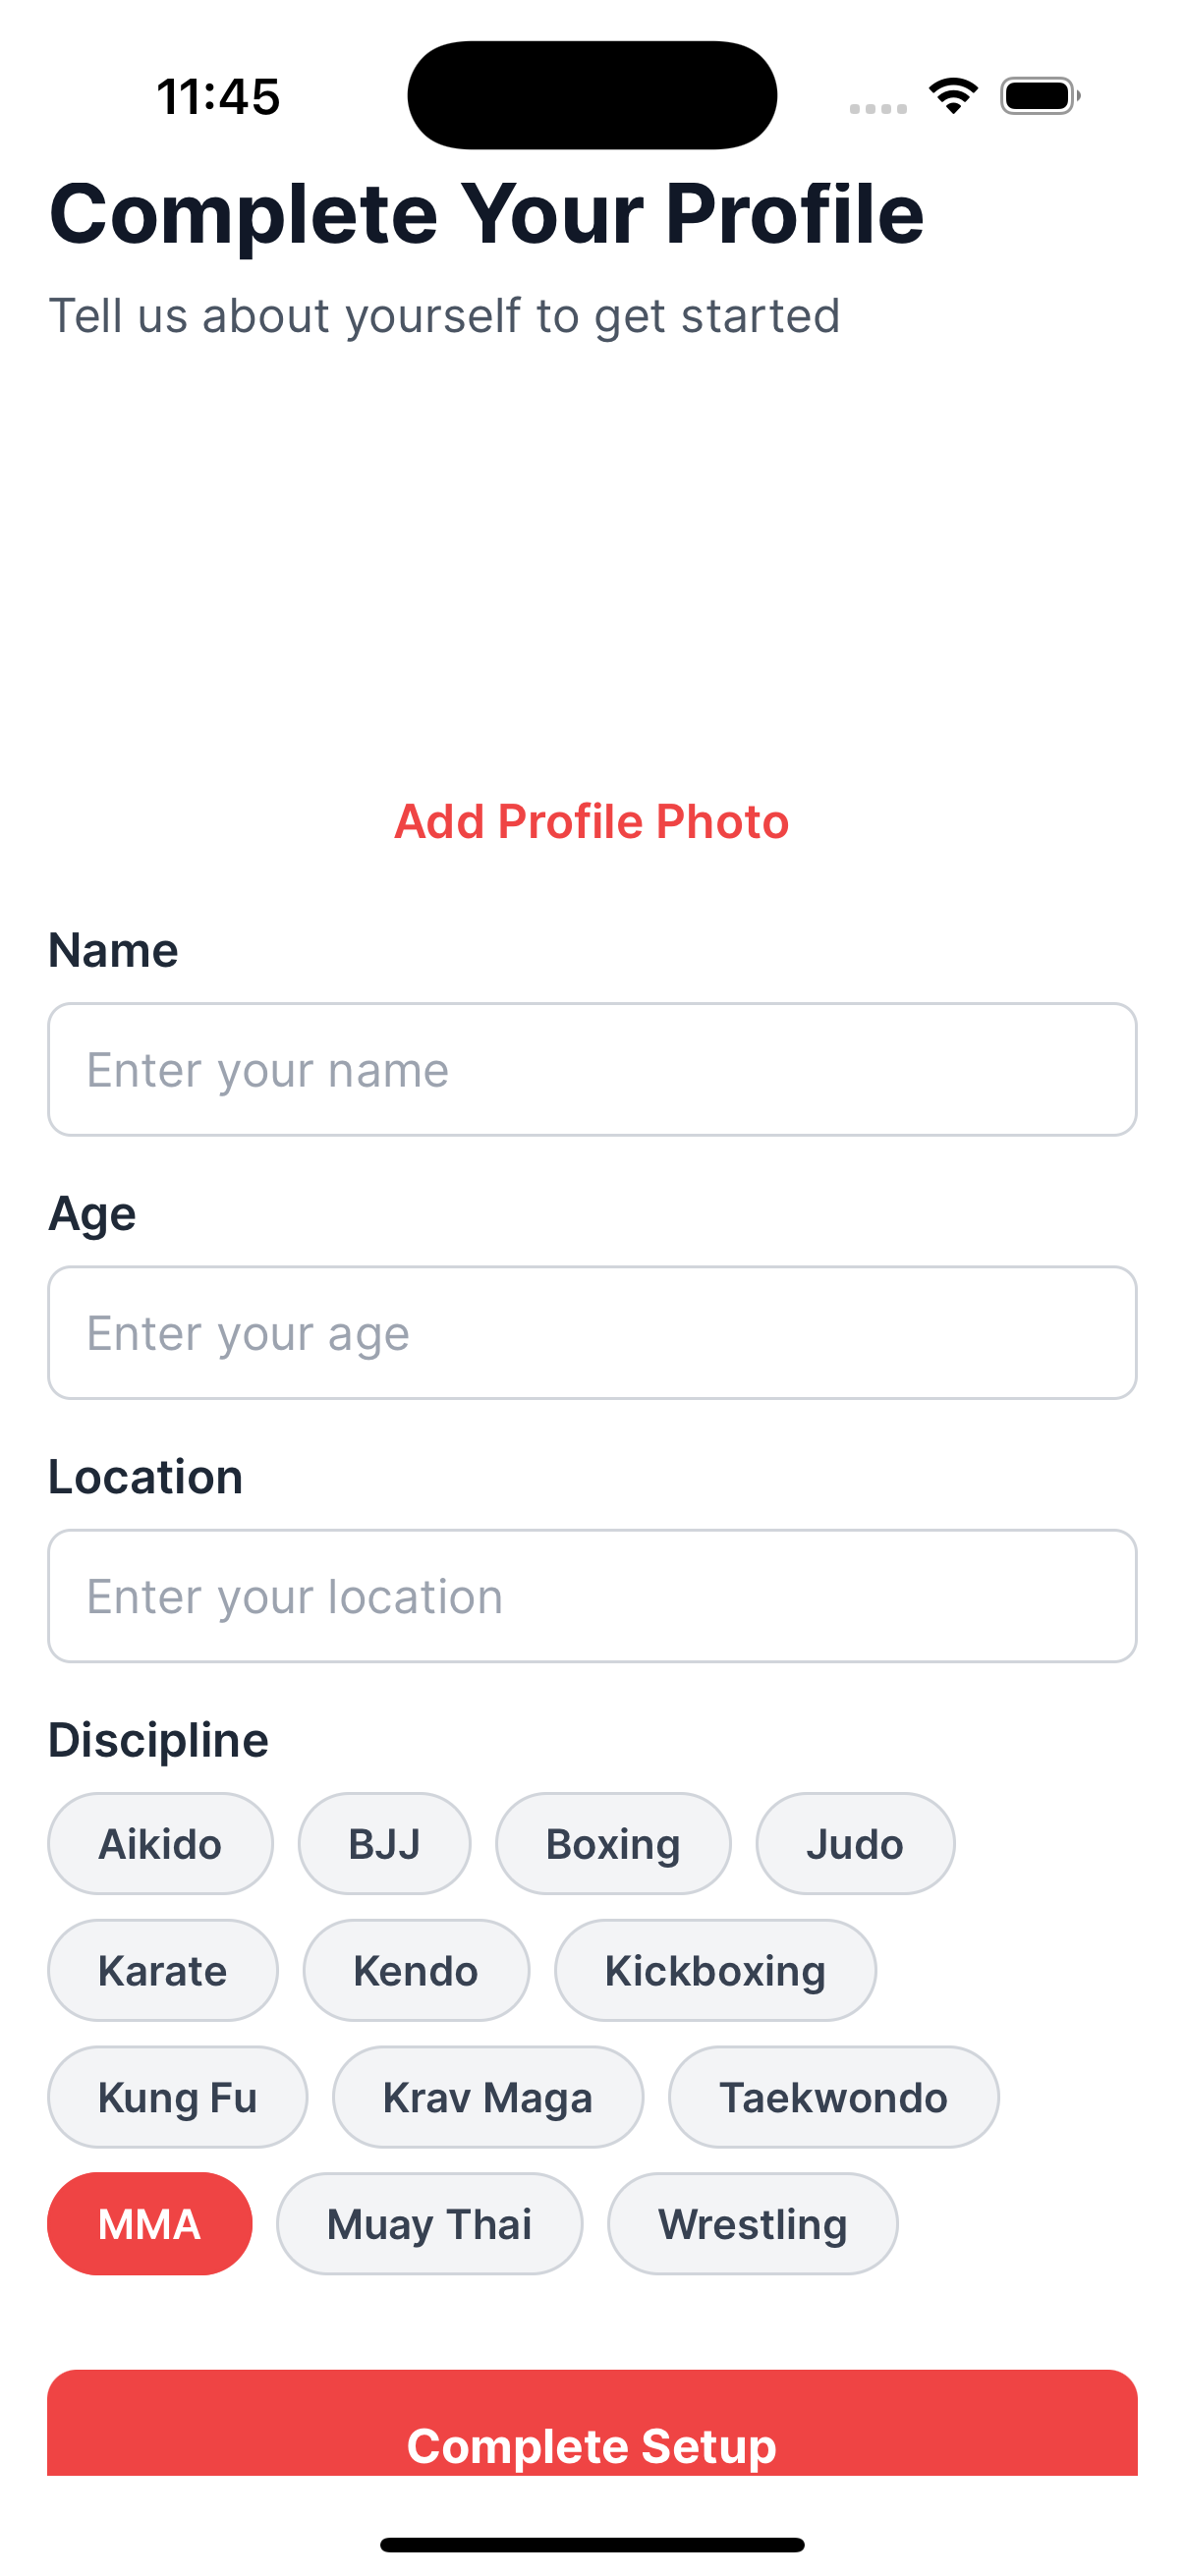 11:45
Complete Your Profile
Tell us about yourself to get started
Add Profile Photo
Name
Enter your name
Age
Enter your age
Location
Enter your location
Discipline
Aikido BJJ Boxing Judo
Karate Kendo Kickboxing
Kung Fu Krav Maga Taekwondo
MMA Muay Thai Wrestling
Complete Setup